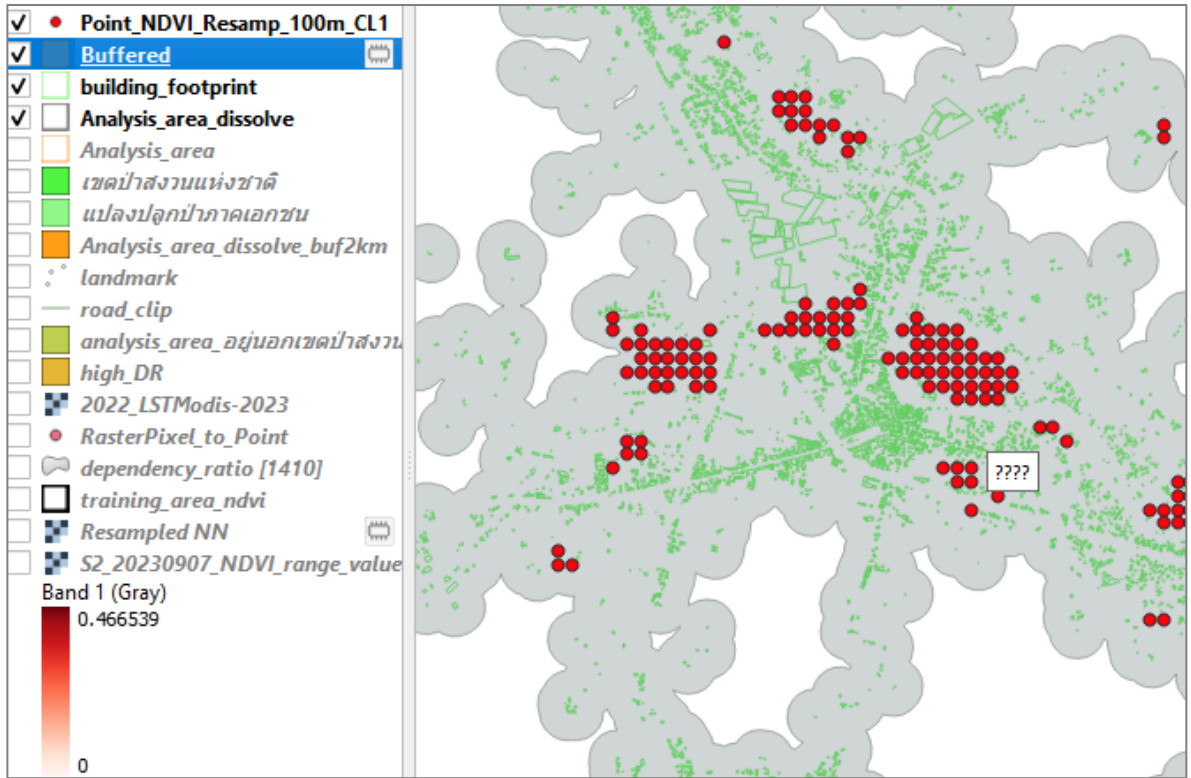 Point_NDVI_Resamp_100m_CL1
Buffered
building_footprint
Analysis_area_dissolve
Analysis_area
เขตป่าสงวนแห่งชาติ
แปลงปลูกป่าภาคเอกชน
Analysis_area_dissolve_buf2km
landmark
road_clip
analysis_area_อยู่นอกเขตป่าสงวน
high_DR
2022_LSTModis-2023
RasterPixel_to_Point
dependency_ratio [1410]
training_area_ndvi
Resampled NN
S2_20230907_NDVI_range_value
Band 1 (Gray)
0.466539
0
????